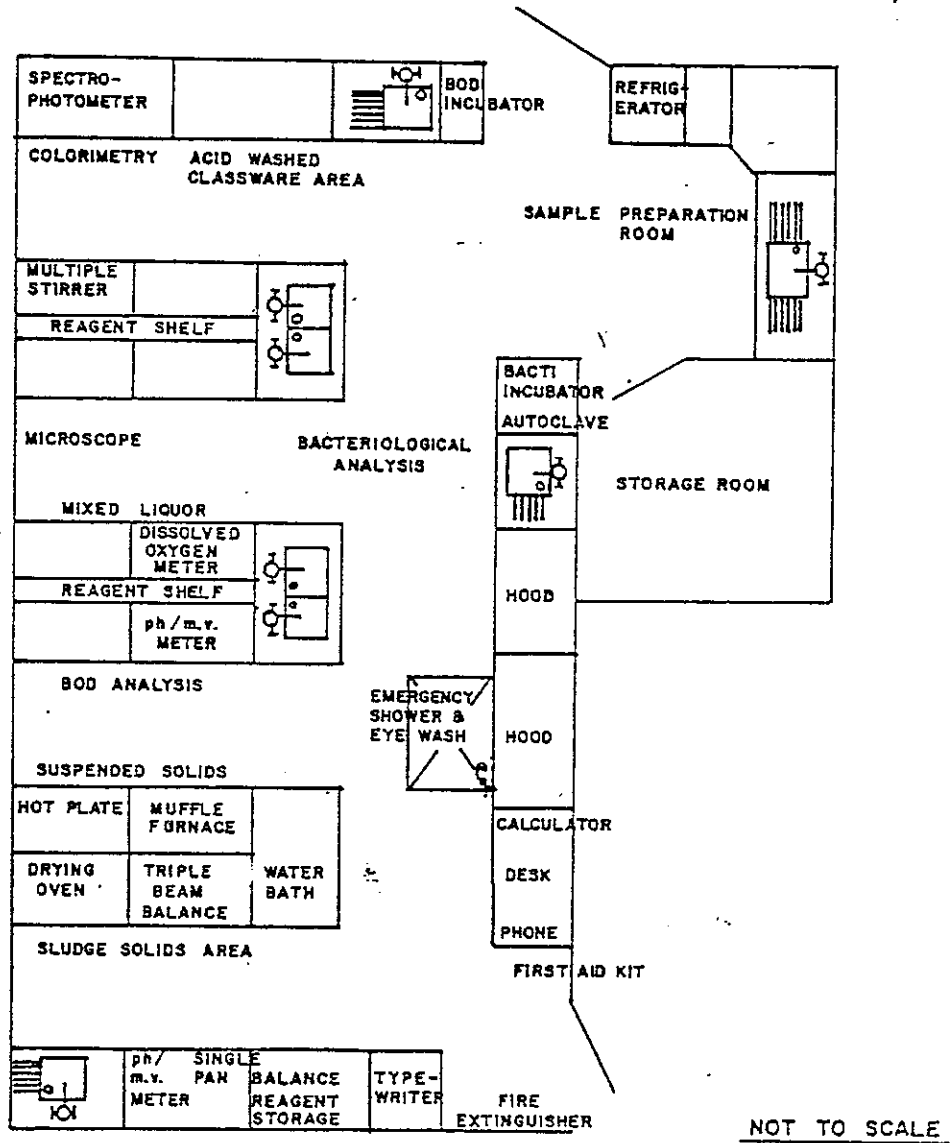 SPECTRO-
PHOTOMETER
BOD
INCUBATOR
REFRIG-
ERATOR
COLORIMETRY
ACID WASHED
CLASSWARE AREA
SAMPLE PREPARATION
ROOM
MULTIPLE
STIRRER
REAGENT SHELF
BACTI
INCUBATOR
AUTOCLAVE
MICROSCOPE
BACTERIOLOGICAL
ANALYSIS
STORAGE ROOM
MIXED LIQUOR
DISSOLVED
OXYGEN
METER
REAGENT SHELF
HOOD
ph/m.v.
METER
BOD ANALYSIS
EMERGENCY
SHOWER &
EYE WASH
HOOD
SUSPENDED SOLIDS
HOT PLATE
MUFFLE
FURNACE
CALCULATOR
DRYING
OVEN
TRIPLE
BEAM
BALANCE
WATER
BATH
DESK
PHONE
SLUDGE SOLIDS AREA
FIRST AID KIT
ph/
m.v.
METER
SINGLE
PAN
BALANCE
REAGENT
STORAGE
TYPE-
WRITER
FIRE
EXTINGUISHER
NOT TO SCALE